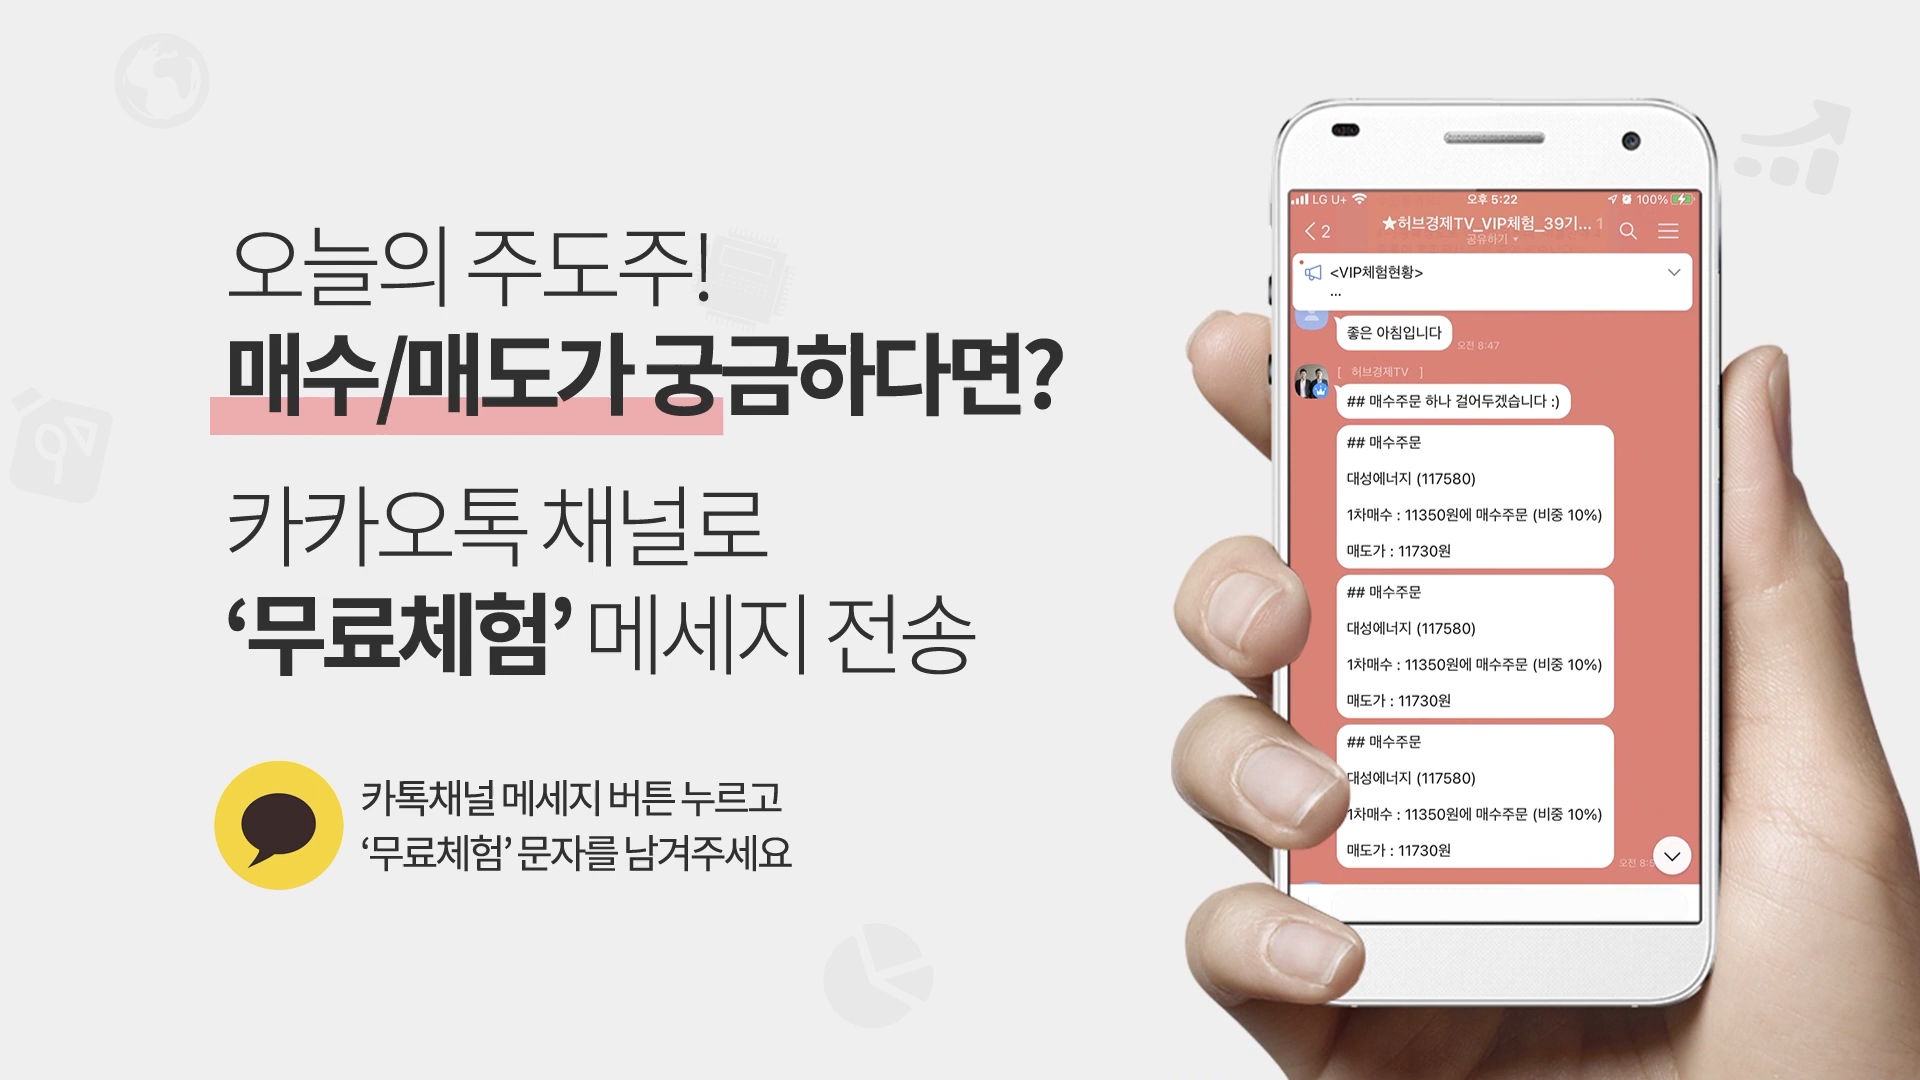 오늘의 주도주!
매수/매도가 궁금하다면?
카카오톡 채널로
‘무료체험’ 메세지 전송
카톡채널 메세지 버튼 누르고
‘무료체험’ 문자를 남겨주세요
LG U+ 오후 5:22 100%
2 ★허브경제TV_VIP체험_39기... 1
공유하기
<VIP체험현황>
...
좋은 아침입니다
오전 8:47
[ 허브경제TV ]
## 매수주문 하나 걸어두겠습니다 :)
## 매수주문
대성에너지 (117580)
1차매수 : 11350원에 매수주문 (비중 10%)
매도가 : 11730원
## 매수주문
대성에너지 (117580)
1차매수 : 11350원에 매수주문 (비중 10%)
매도가 : 11730원
## 매수주문
대성에너지 (117580)
1차매수 : 11350원에 매수주문 (비중 10%)
매도가 : 11730원
오전